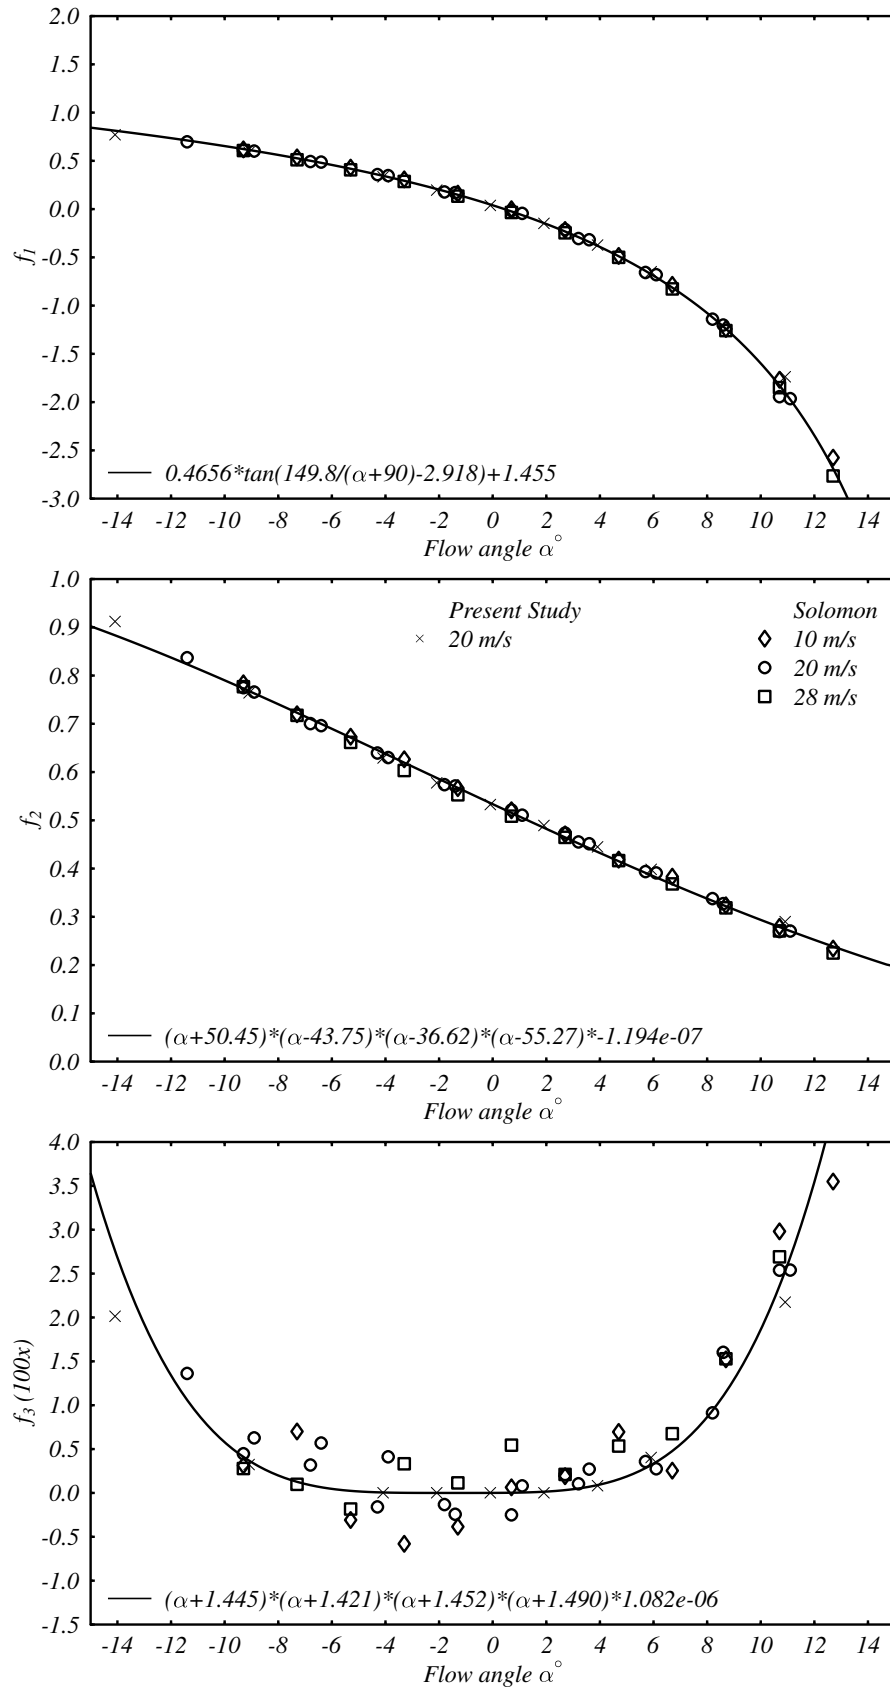 2.0
1.5
1.0
0.5
0.0
-0.5
-1.0
-1.5
-2.0
-2.5
-3.0
f1
0.4656*tan(149.8/(α+90)-2.918)+1.455
-14 -12 -10 -8 -6 -4 -2 0 2 4 6 8 10 12 14
Flow angle α°
1.0
0.9
0.8
0.7
0.6
0.5
0.4
0.3
0.2
0.1
0.0
f2
Present Study
20 m/s
Solomon
10 m/s
20 m/s
28 m/s
(α+50.45)*(α-43.75)*(α-36.62)*(α-55.27)*-1.194e-07
-14 -12 -10 -8 -6 -4 -2 0 2 4 6 8 10 12 14
Flow angle α°
4.0
3.5
3.0
2.5
2.0
1.5
1.0
0.5
0.0
-0.5
-1.0
-1.5
f3 (100x)
(α+1.445)*(α+1.421)*(α+1.452)*(α+1.490)*1.082e-06
-14 -12 -10 -8 -6 -4 -2 0 2 4 6 8 10 12 14
Flow angle α°